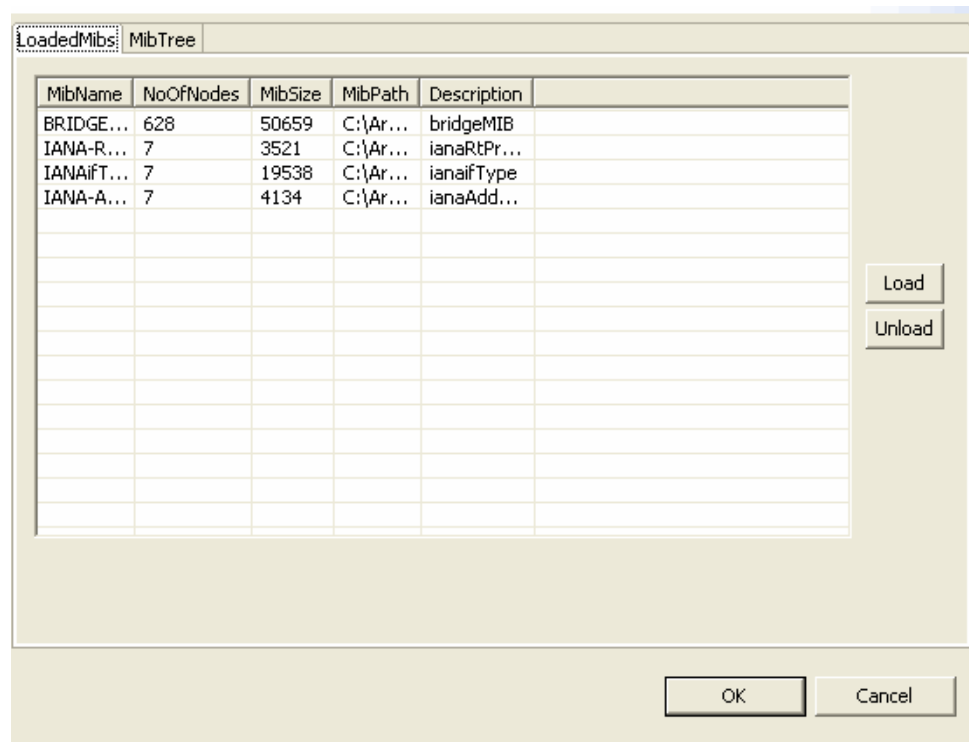 LoadedMibs MibTree
MibName NoOfNodes MibSize MibPath Description
BRIDGE... 628 50659 C:\Ar... bridgeMIB
IANA-R... 7 3521 C:\Ar... ianaRtPr...
IANAifT... 7 19538 C:\Ar... ianaifType
IANA-A... 7 4134 C:\Ar... ianaAdd...
Load
Unload
OK Cancel